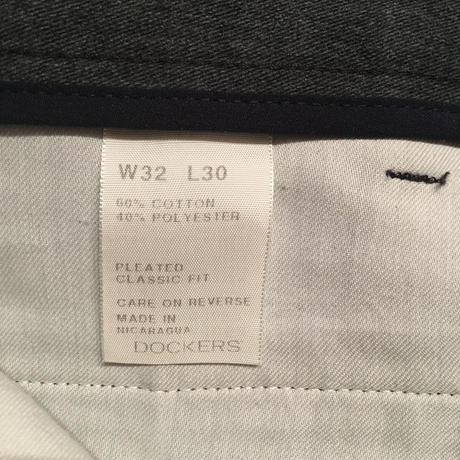 W32 L30
60% COTTON
40% POLYESTER
PLEATED
CLASSIC FIT
CARE ON REVERSE
MADE IN
NICARAGUA
DOCKERS®